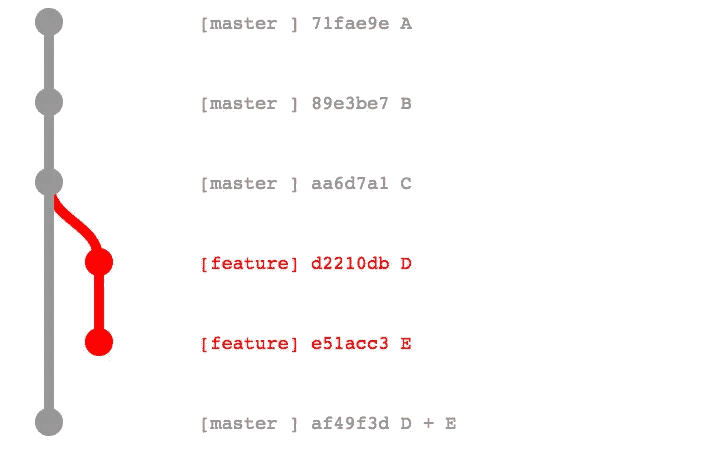 [master ] 71fae9e A
[master ] 89e3be7 B
[master ] aa6d7a1 C
[feature] d2210db D
[feature] e51acc3 E
[master ] af49f3d D + E